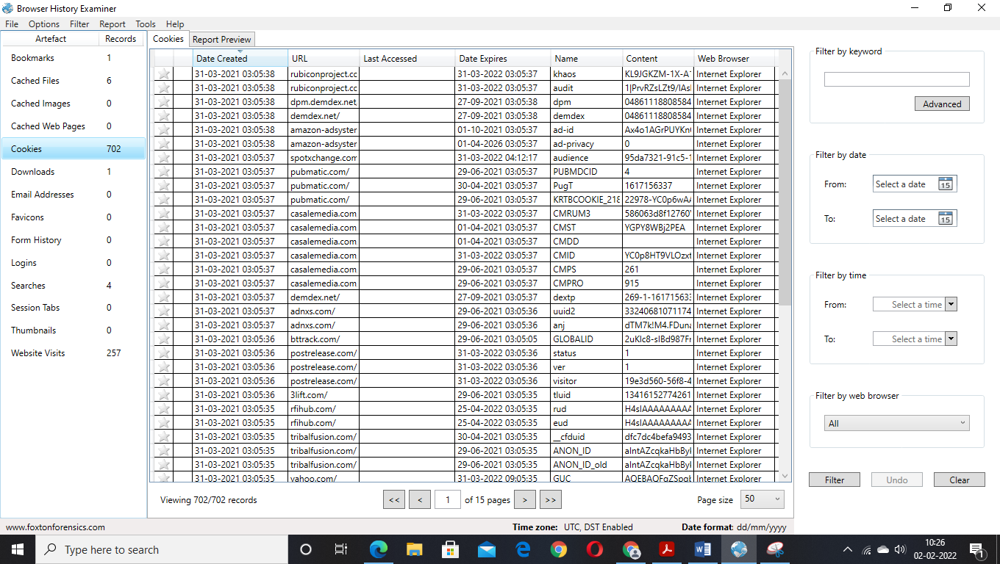 Browser History Examiner
File Options Filter Report Tools Help
Artefact Records
Bookmarks 1
Cached Files 6
Cached Images 0
Cached Web Pages 0
Cookies 702
Downloads 1
Email Addresses 0
Favicons 0
Form History 0
Logins 0
Searches 4
Session Tabs 0
Thumbnails 0
Website Visits 257
Cookies Report Preview
Date Created URL Last Accessed Date Expires Name Content Web Browser
31-03-2021 03:05:38 rubiconproject.cc 31-03-2022 03:05:37 khaos KL9JGKZM-1X-A Internet Explorer
31-03-2021 03:05:38 rubiconproject.cc 31-03-2022 03:05:37 audit 1|PrvRZsLZt9/IAs Internet Explorer
31-03-2021 03:05:38 dpm.demdex.net, 27-09-2021 03:05:38 dpm 04861118808584 Internet Explorer
31-03-2021 03:05:38 demdex.net/ 27-09-2021 03:05:38 demdex 04861118808584 Internet Explorer
31-03-2021 03:05:38 amazon-adsyster 01-10-2021 03:05:37 ad-id Ax4o1AGrPUYKn Internet Explorer
31-03-2021 03:05:38 amazon-adsyster 01-04-2026 03:05:37 ad-privacy 0 Internet Explorer
31-03-2021 03:05:37 spotxchange.com 31-03-2022 04:12:17 audience 95da7321-91c5-1 Internet Explorer
31-03-2021 03:05:37 pubmatic.com/ 29-06-2021 03:05:37 PUBMDCID 4 Internet Explorer
31-03-2021 03:05:37 pubmatic.com/ 30-04-2021 03:05:37 PugT 1617156337 Internet Explorer
31-03-2021 03:05:37 pubmatic.com/ 29-06-2021 03:05:37 KRTBCOOKIE_218 22978-YC0p6wAA Internet Explorer
31-03-2021 03:05:37 casalemedia.com 31-03-2022 03:05:37 CMRUM3 586063d8f12760 Internet Explorer
31-03-2021 03:05:37 casalemedia.com 01-04-2021 03:05:37 CMST YGPY8WBj2PEA Internet Explorer
31-03-2021 03:05:37 casalemedia.com 01-04-2021 03:05:37 CMDD Internet Explorer
31-03-2021 03:05:37 casalemedia.com 31-03-2022 03:05:37 CMID YC0p8HT9VLOzxt Internet Explorer
31-03-2021 03:05:37 casalemedia.com 29-06-2021 03:05:37 CMPS 261 Internet Explorer
31-03-2021 03:05:37 casalemedia.com 29-06-2021 03:05:37 CMPRO 915 Internet Explorer
31-03-2021 03:05:37 demdex.net/ 27-09-2021 03:05:37 dextp 269-1-161715633 Internet Explorer
31-03-2021 03:05:37 adnxs.com/ 29-06-2021 03:05:36 uuid2 33240681071174 Internet Explorer
31-03-2021 03:05:37 adnxs.com/ 29-06-2021 03:05:36 anj dTM7k!M4.FDuna Internet Explorer
31-03-2021 03:05:36 bttrack.com/ 29-06-2021 03:05:05 GLOBALID 2uKlc8-sIBd987Fr Internet Explorer
31-03-2021 03:05:36 postrelease.com/ 31-03-2022 03:05:36 status 1 Internet Explorer
31-03-2021 03:05:36 postrelease.com/ 31-03-2022 03:05:36 ver 1 Internet Explorer
31-03-2021 03:05:36 postrelease.com/ 31-03-2022 03:05:36 visitor 19e3d560-56f8-4 Internet Explorer
31-03-2021 03:05:36 3lift.com/ 29-06-2021 03:05:35 tluid 13416152774261 Internet Explorer
31-03-2021 03:05:35 rfihub.com/ 25-04-2022 03:05:35 rud H4sIAAAAAAAAA Internet Explorer
31-03-2021 03:05:35 rfihub.com/ 25-04-2022 03:05:35 eud H4sIAAAAAAAAA Internet Explorer
31-03-2021 03:05:35 tribalfusion.com/ 30-04-2021 03:05:35 __cfduid dfc7dc4befa9493 Internet Explorer
31-03-2021 03:05:35 tribalfusion.com/ 29-06-2021 03:05:35 ANON_ID aIntAZcqkaHbByI Internet Explorer
31-03-2021 03:05:35 tribalfusion.com/ 29-06-2021 03:05:35 ANON_ID_old aIntAZcqkaHbByI Internet Explorer
31-03-2021 03:05:35 yahoo.com/ 31-03-2022 09:05:35 GUC AQEBAQFgZSpgb Internet Explorer
Viewing 702/702 records << < 1 of 15 pages > >> Page size 50
Filter by keyword
Advanced
Filter by date
From: Select a date 15
To: Select a date 15
Filter by time
From: Select a time
To: Select a time
Filter by web browser
All
Filter Undo Clear
www.foxtonforensics.com Time zone: UTC, DST Enabled Date format: dd/mm/yyyy
Type here to search
10:26
02-02-2022
1